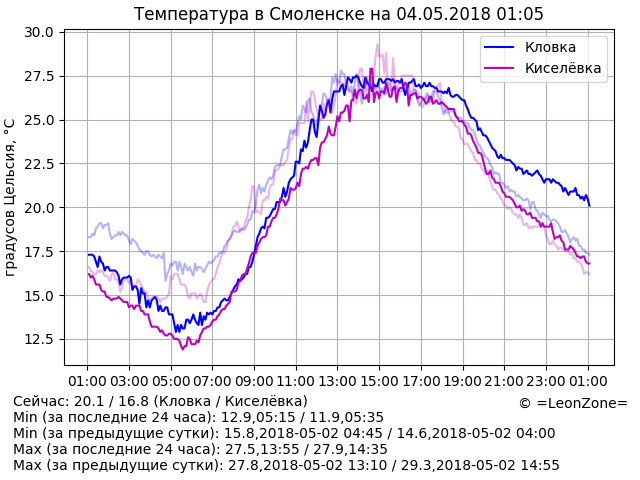 Температура в Смоленске на 04.05.2018 01:05
градусов Цельсия, °C
30.0
27.5
25.0
22.5
20.0
17.5
15.0
12.5
Кловка
Киселёвка
01:00 03:00 05:00 07:00 09:00 11:00 13:00 15:00 17:00 19:00 21:00 23:00 01:00
Сейчас: 20.1 / 16.8 (Кловка / Киселёвка)
© =LeonZone=
Min (за последние 24 часа): 12.9,05:15 / 11.9,05:35
Min (за предыдущие сутки): 15.8,2018-05-02 04:45 / 14.6,2018-05-02 04:00
Max (за последние 24 часа): 27.5,13:55 / 27.9,14:35
Max (за предыдущие сутки): 27.8,2018-05-02 13:10 / 29.3,2018-05-02 14:55